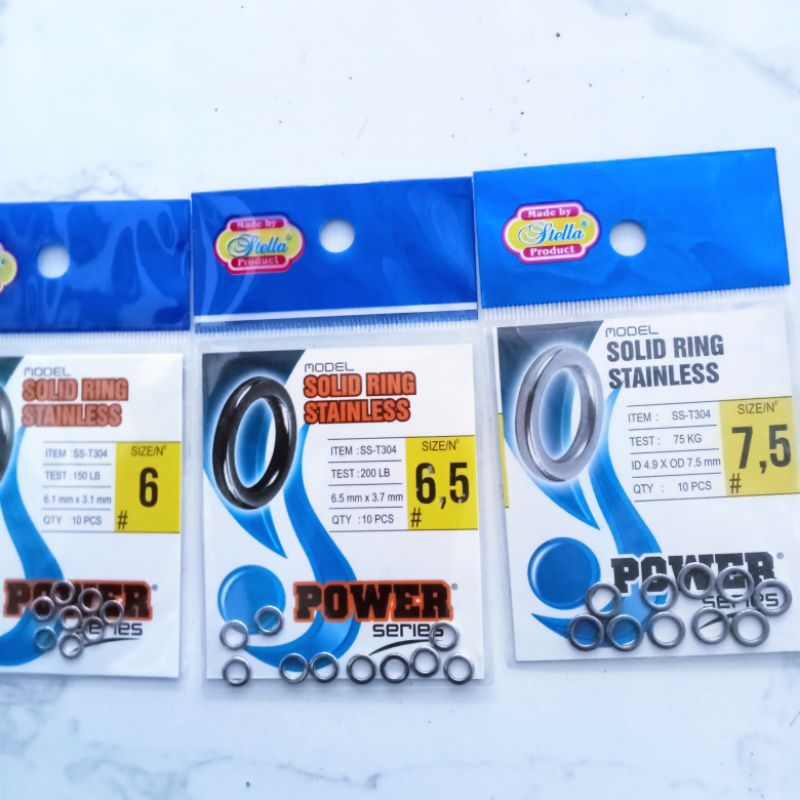 MODEL
SOLID RING
STAINLESS
ITEM : SS-T304
TEST : 150 LB
6.1 mm x 3.1 mm
QTY : 10 PCS
SIZE/N°
6
#
POWER®
series
Made by
Stella
Product
MODEL
SOLID RING
STAINLESS
ITEM : SS-T304
TEST : 200 LB
6.5 mm x 3.7 mm
QTY : 10 PCS
SIZE/N°
6,5
#
POWER®
series
Made by
Stella
Product
MODEL
SOLID RING
STAINLESS
ITEM : SS-T304
TEST : 75 KG
ID 4.9 X OD 7.5 mm
QTY : 10 PCS
SIZE/N°
7,5
#
POWER®
series